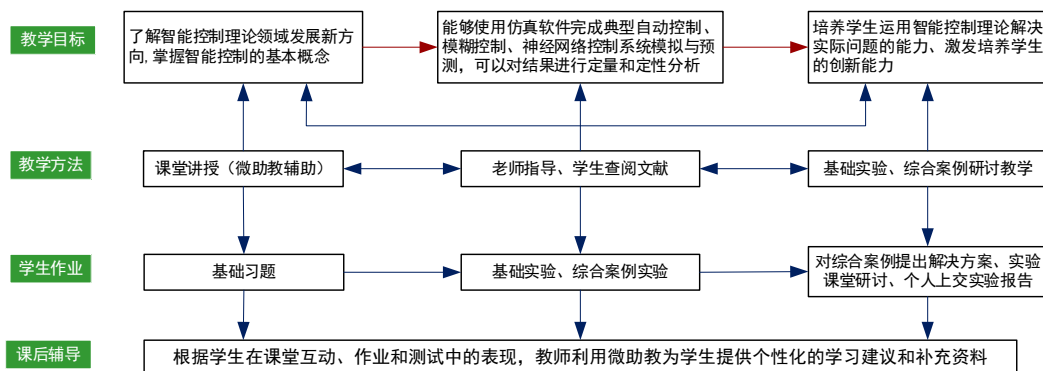 教学目标
了解智能控制理论领域发展新方
向,掌握智能控制的基本概念
能够使用仿真软件完成典型自动控制、
模糊控制、神经网络控制系统模拟与预
测，可以对结果进行定量和定性分析
培养学生运用智能控制理论解决
实际问题的能力、激发培养学生
的创新能力
教学方法
课堂讲授（微助教辅助）
老师指导、学生查阅文献
基础实验、综合案例研讨教学
学生作业
基础习题
基础实验、综合案例实验
对综合案例提出解决方案、实验
课堂研讨、个人上交实验报告
课后辅导
根据学生在课堂互动、作业和测试中的表现，教师利用微助教为学生提供个性化的学习建议和补充资料